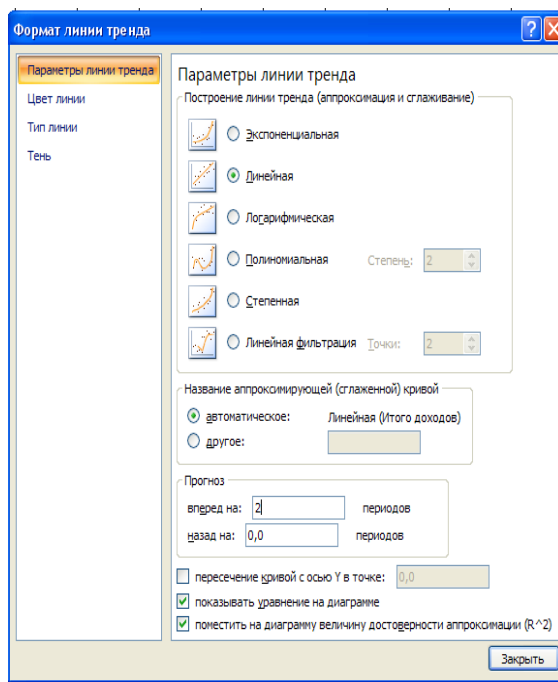 Формат линии тренда
Параметры линии тренда
Цвет линии
Тип линии
Тень
Параметры линии тренда
Построение линии тренда (аппроксимация и сглаживание)
Экспоненциальная
Линейная
Логарифмическая
Полиномиальная Степень: 2
Степенная
Линейная фильтрация Точки: 2
Название аппроксимирующей (сглаженной) кривой
автоматическое: Линейная (Итого доходов)
другое:
Прогноз
вперед на: 2 периодов
назад на: 0,0 периодов
пересечение кривой с осью Y в точке: 0,0
показывать уравнение на диаграмме
поместить на диаграмму величину достоверности аппроксимации (R^2)
Закрыть